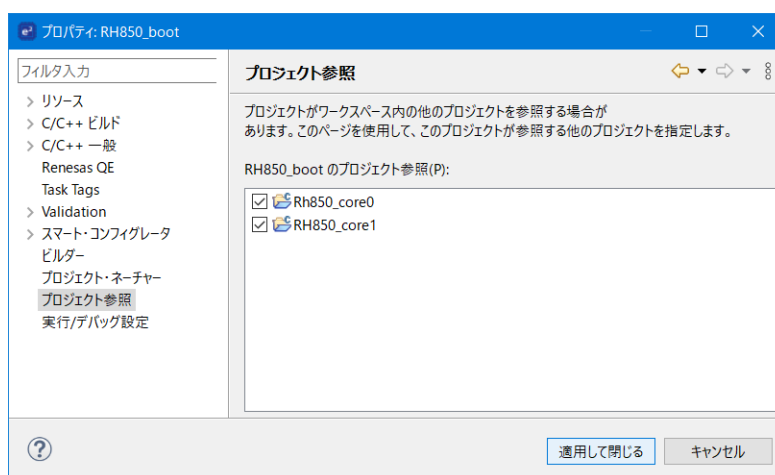 プロパティ: RH850_boot
フィルタ入力
リソース
C/C++ ビルド
C/C++ 一般
Renesas QE
Task Tags
Validation
スマート・コンフィグレータ
ビルダー
プロジェクト・ネーチャー
プロジェクト参照
実行/デバッグ設定
プロジェクト参照
プロジェクトがワークスペース内の他のプロジェクトを参照する場合が
あります。このページを使用して、このプロジェクトが参照する他のプロジェクトを指定します。
RH850_boot のプロジェクト参照(P):
Rh850_core0
RH850_core1
適用して閉じる
キャンセル